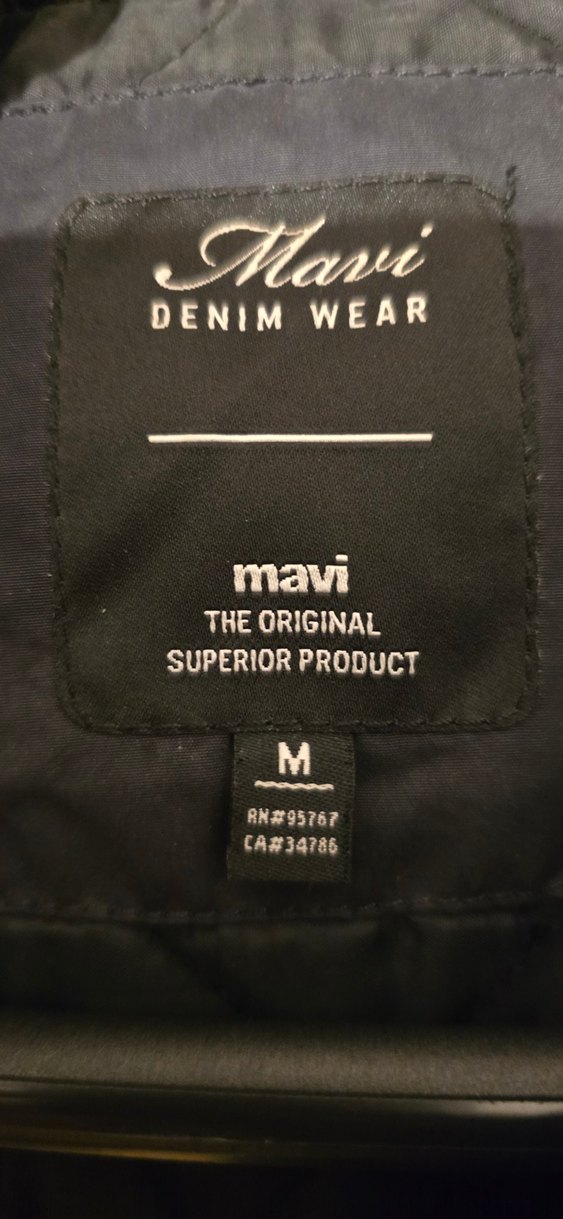 Mavi
DENIM WEAR
mavi
THE ORIGINAL
SUPERIOR PRODUCT
M
RN#95767
CA#34786